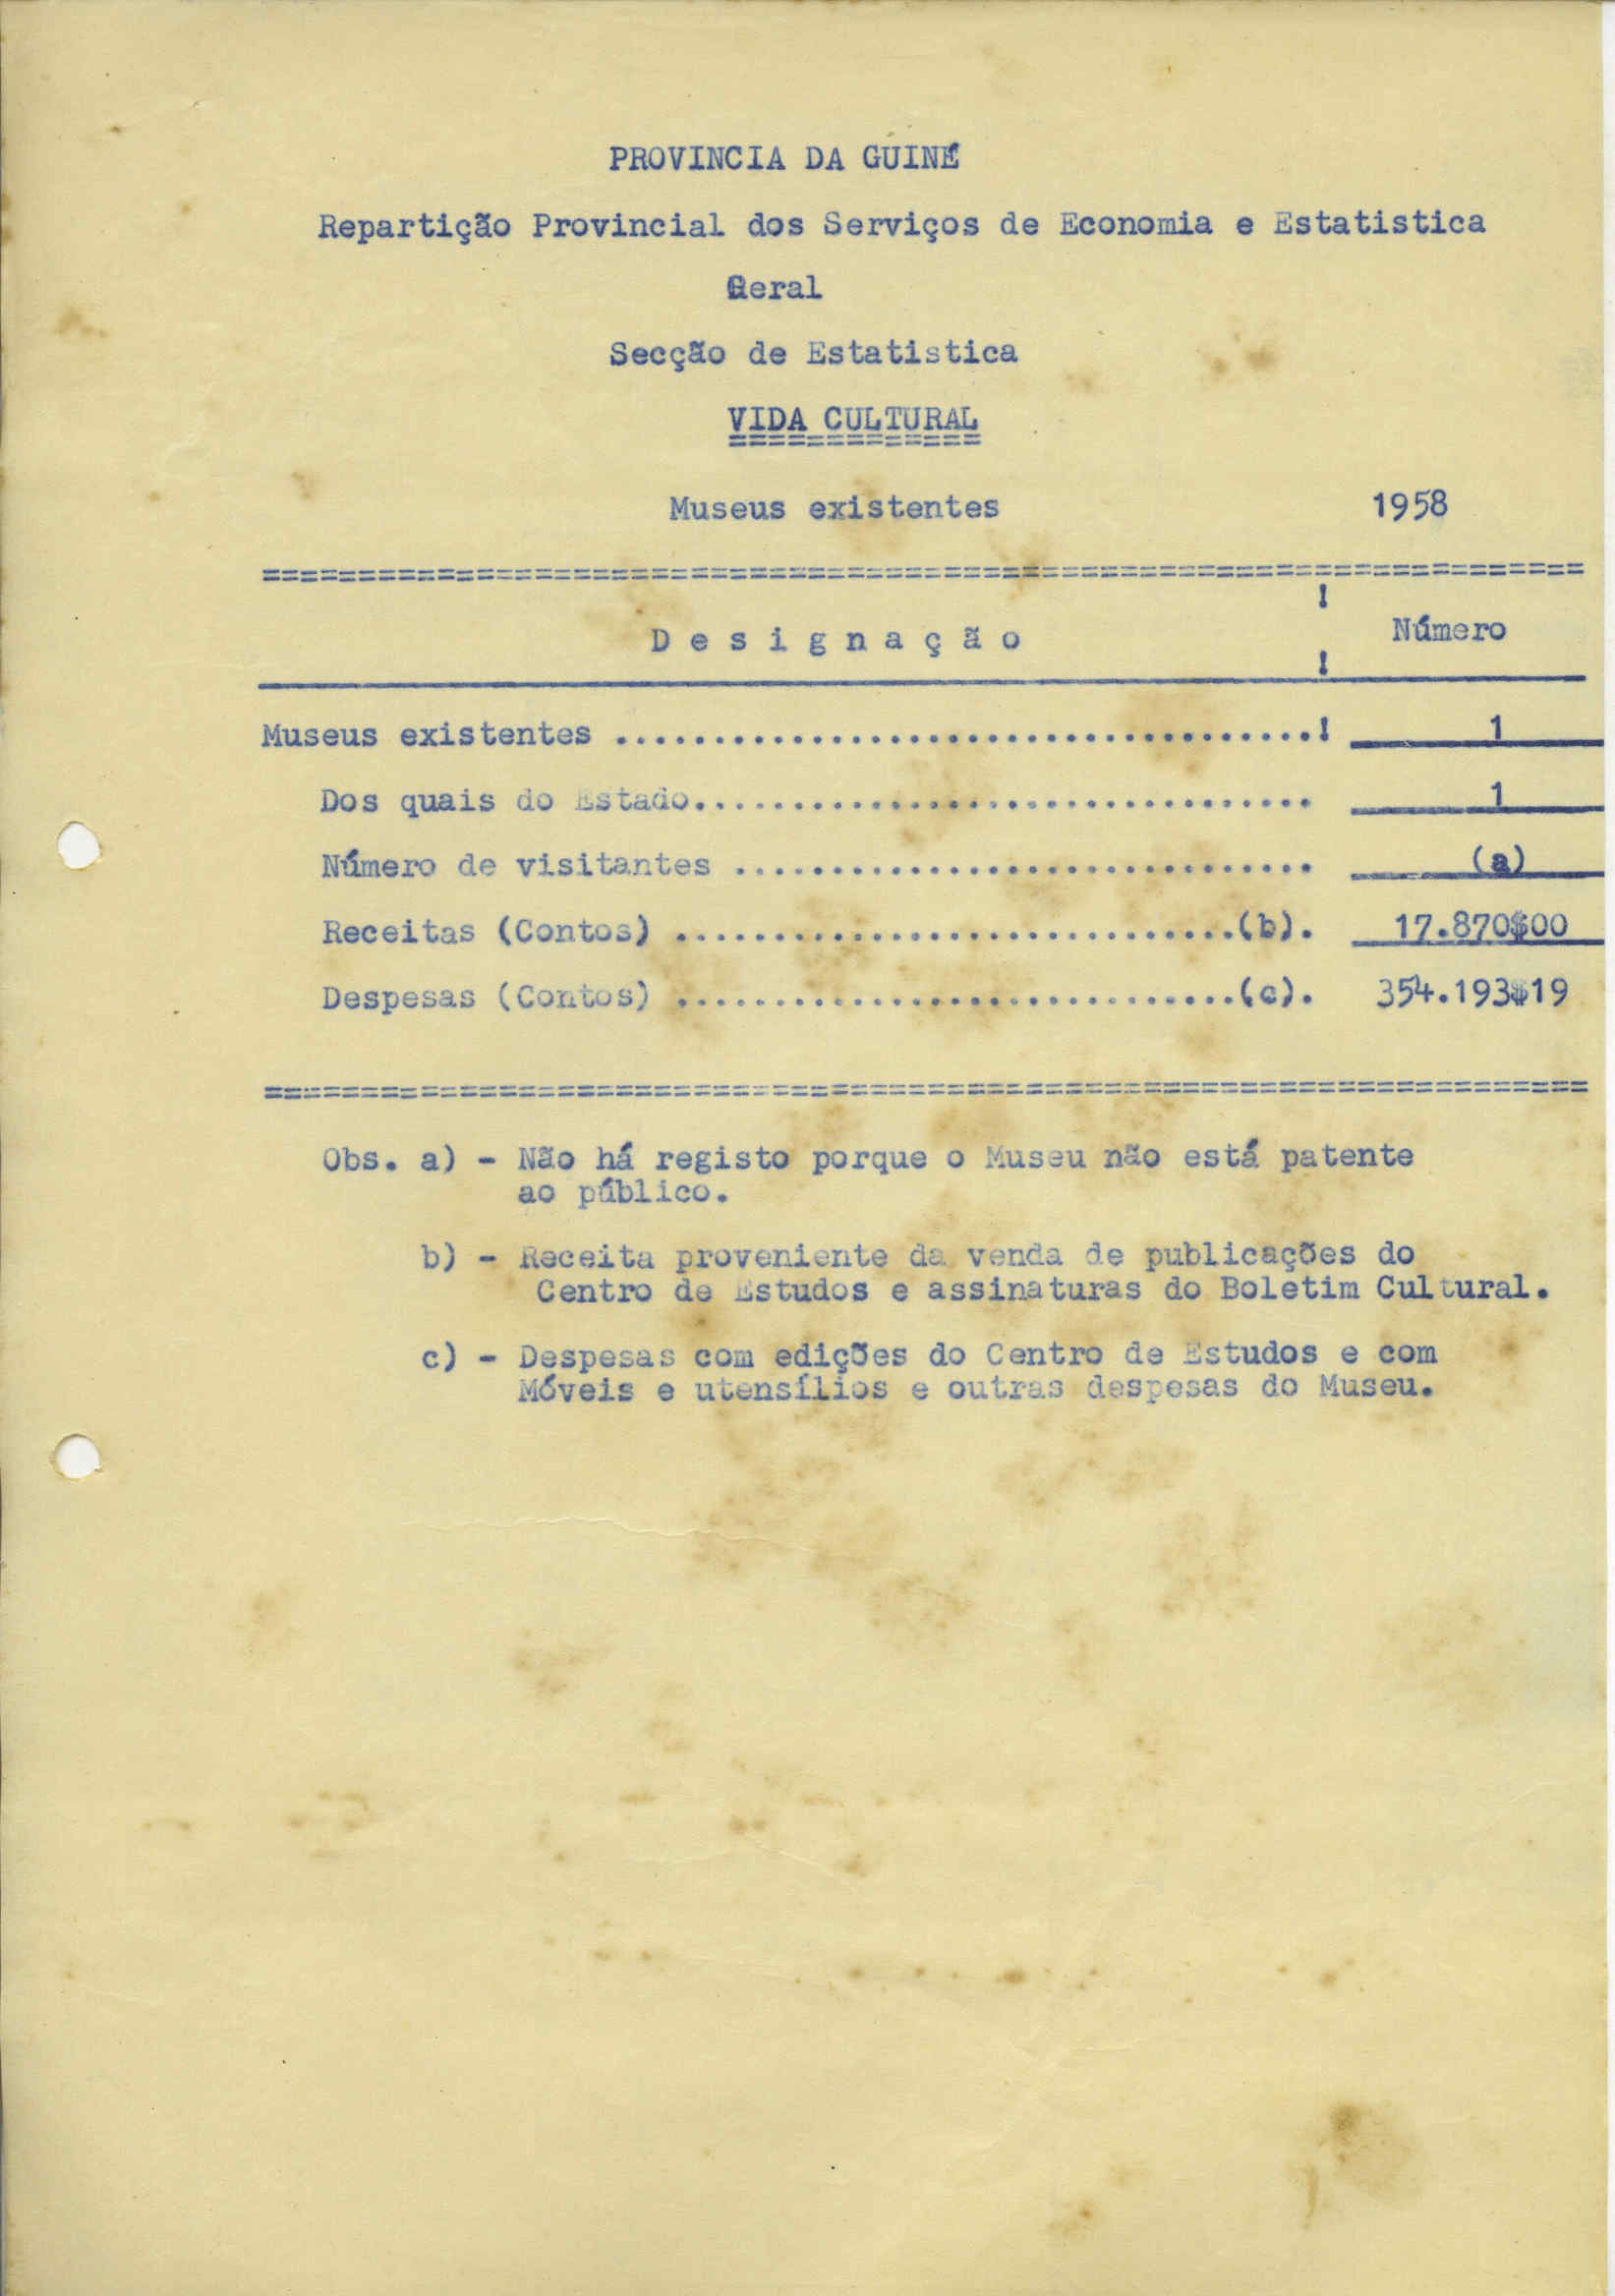 PROVINCIA DA GUINÉ
Repartição Provincial dos Serviços de Economia e Estatistica
Geral
Secção de Estatistica
VIDA CULTURAL
=============
Museus existentes 1958
====================================================================
!
D e s i g n a ç ã o Número
!
Museus existentes ....................................! 1
Dos quais do Estado................................ 1
Número de visitantes .............................. (a)
Receitas (Contos) .............................(b). 17.870$00
Despesas (Contos) .............................(c). 354.193$19
====================================================================
Obs. a) - Não há registo porque o Museu não está patente
ao público.
b) - Receita proveniente da venda de publicações do
Centro de Estudos e assinaturas do Boletim Cultural.
c) - Despesas com edições do Centro de Estudos e com
Móveis e utensílios e outras despesas do Museu.